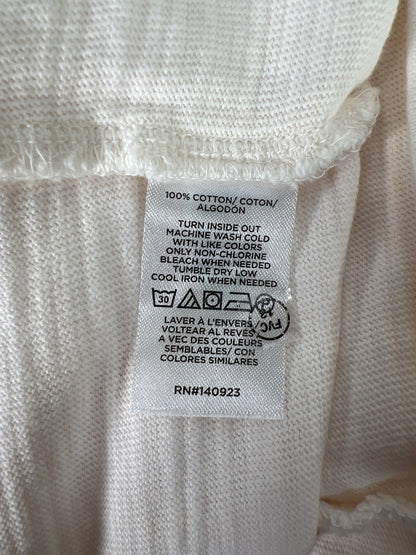 100% COTTON/ COTON/
ALGODÓN
TURN INSIDE OUT
MACHINE WASH COLD
WITH LIKE COLORS
ONLY NON-CHLORINE
BLEACH WHEN NEEDED
TUMBLE DRY LOW
COOL IRON WHEN NEEDED
30
LAVER À L'ENVERS
VOLTEAR AL REVÉS
A VEC DES COULEURS
SEMBLABLES/ CON
COLORES SIMILARES
RN#140923